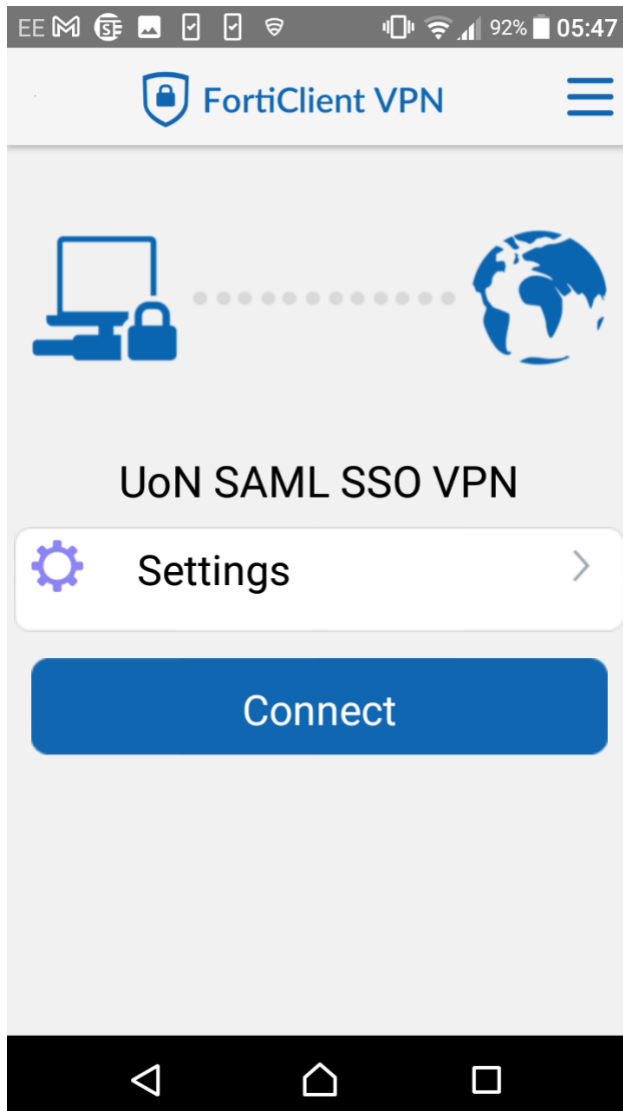 EE 92% 05:47
FortiClient VPN
UoN SAML SSO VPN
Settings
Connect